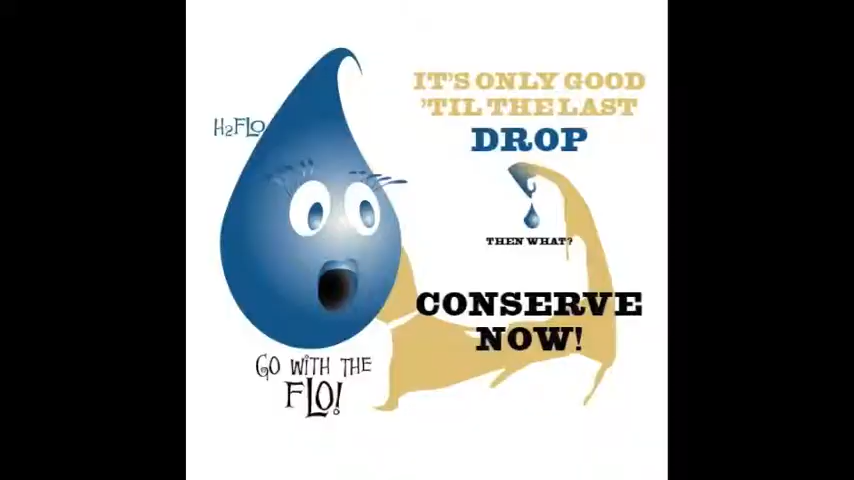 H2FLO
IT'S ONLY GOOD
'TIL THE LAST
DROP
THEN WHAT?
CONSERVE
NOW!
GO WITH THE
FLO!